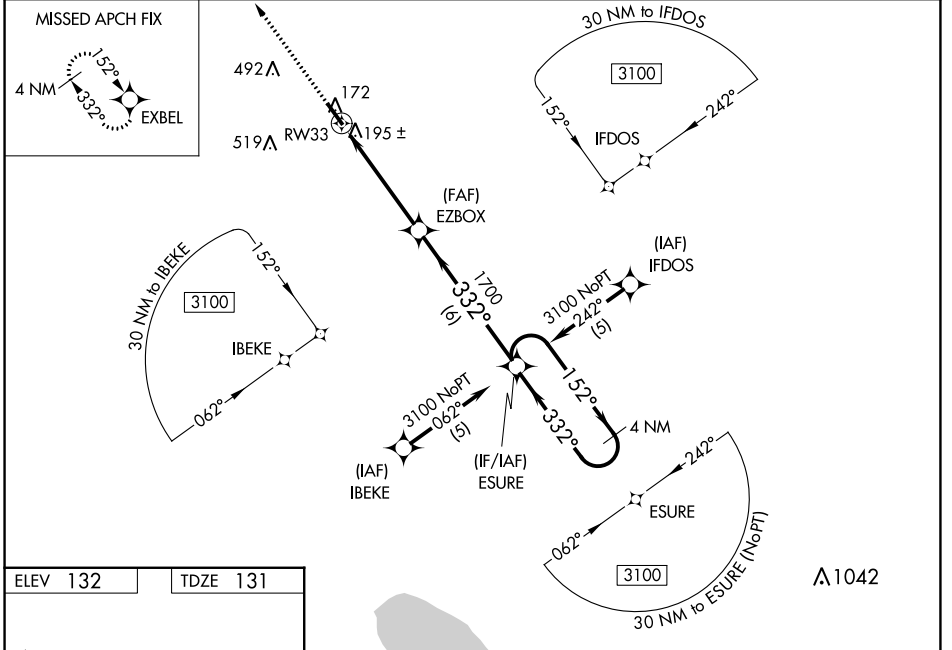 MISSED APCH FIX
152°
4 NM
332°
EXBEL
492
172
519
RW33
195 ±
30 NM to IFDOS
3100
152°
242°
IFDOS
(FAF)
EZBOX
30 NM to IBEKE
152°
3100
IBEKE
062°
1700
332°
(6)
(IAF)
IFDOS
3100 NoPT
242°
(5)
152°
332°
4 NM
3100 NoPT
062°
(5)
(IAF)
IBEKE
(IF/IAF)
ESURE
242°
062°
ESURE
3100
30 NM to ESURE (NoPT)
1042
ELEV 132
TDZE 131